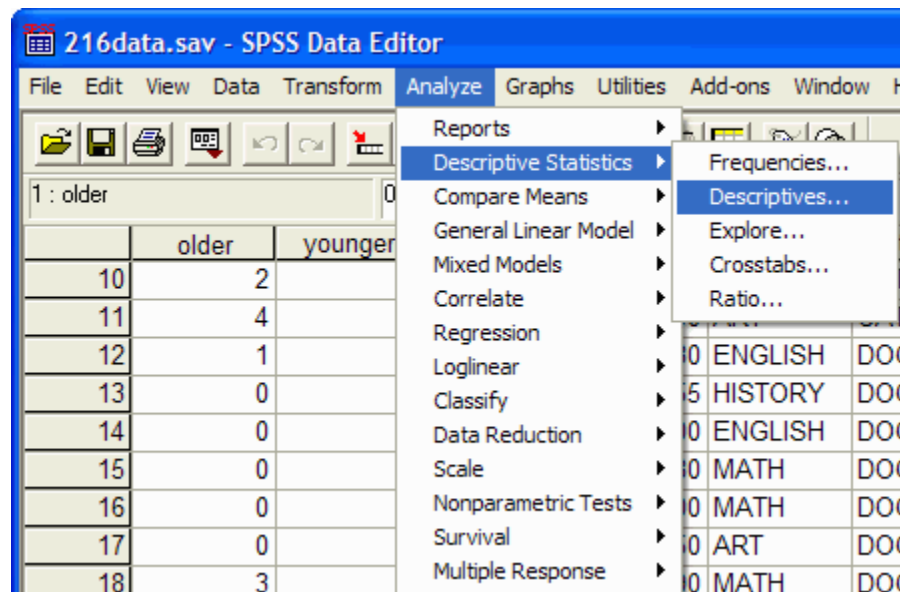 SPSS
216data.sav - SPSS Data Editor
File Edit View Data Transform Analyze Graphs Utilities Add-ons Window
1 : older 0
older younger
10 2
11 4
12 1 ENGLISH
13 0 HISTORY
14 0 ENGLISH
15 0 MATH
16 0 MATH
17 0 ART
18 3 MATH
Reports
Descriptive Statistics
Compare Means
General Linear Model
Mixed Models
Correlate
Regression
Loglinear
Classify
Data Reduction
Scale
Nonparametric Tests
Survival
Multiple Response
Frequencies...
Descriptives...
Explore...
Crosstabs...
Ratio...